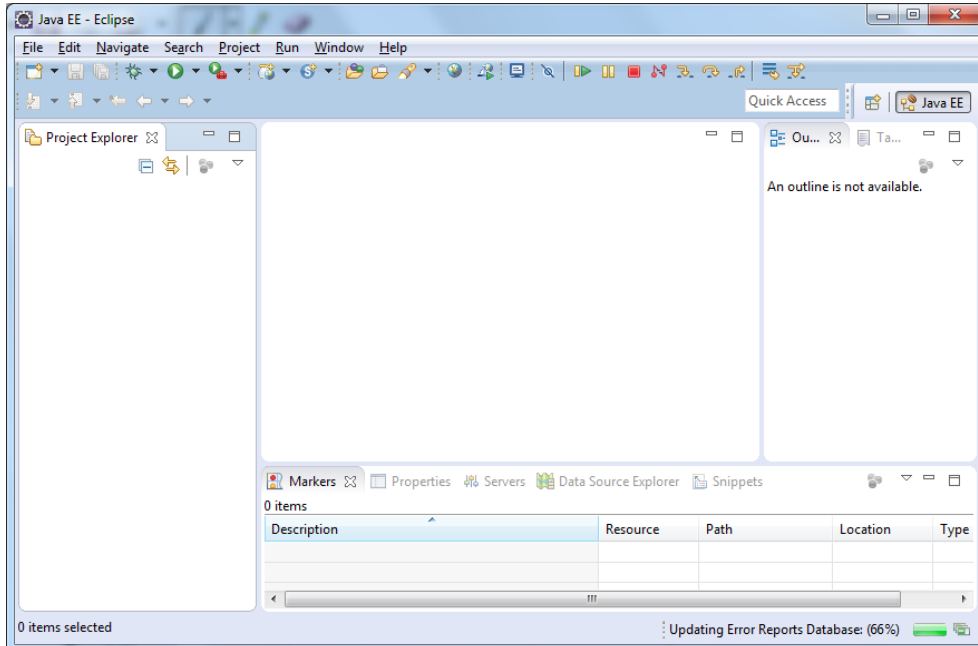 Java EE - Eclipse
File Edit Navigate Search Project Run Window Help
Quick Access
Java EE
Project Explorer
Ou...
Ta...
An outline is not available.
Markers Properties Servers Data Source Explorer Snippets
0 items
Description Resource Path Location Type
0 items selected
Updating Error Reports Database: (66%)